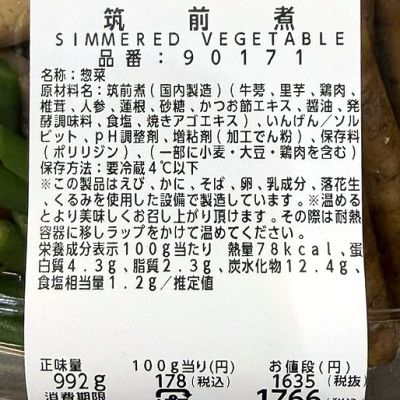 筑前煮
SIMMERED VEGETABLE
品番:90171
名称:惣菜
原材料名:筑前煮(国内製造)(牛蒡、里芋、鶏肉、
椎茸、人参、蓮根、砂糖、かつお節エキス、醤油、発
酵調味料、食塩、焼きアゴエキス)、いんげん/ソル
ビット、pH調整剤、増粘剤(加工でん粉)、保存料
(ポリリジン)、(一部に小麦・大豆・鶏肉を含む)
保存方法:要冷蔵4℃以下
※この製品はえび、かに、そば、卵、乳成分、落花生
、くるみを使用した設備で製造しています。※温める
とより美味しくお召し上がり頂けます。その際は耐熱
容器に移しラップをかけて温めてください。
栄養成分表示100g当たり 熱量78kcal、蛋
白質4.3g、脂質2.3g、炭水化物12.4g、
食塩相当量1.2g/推定値
正味量 100g当り(円) お値段(円)
992g 178(税込) 1635(税抜)
消費期限 1766(税込)